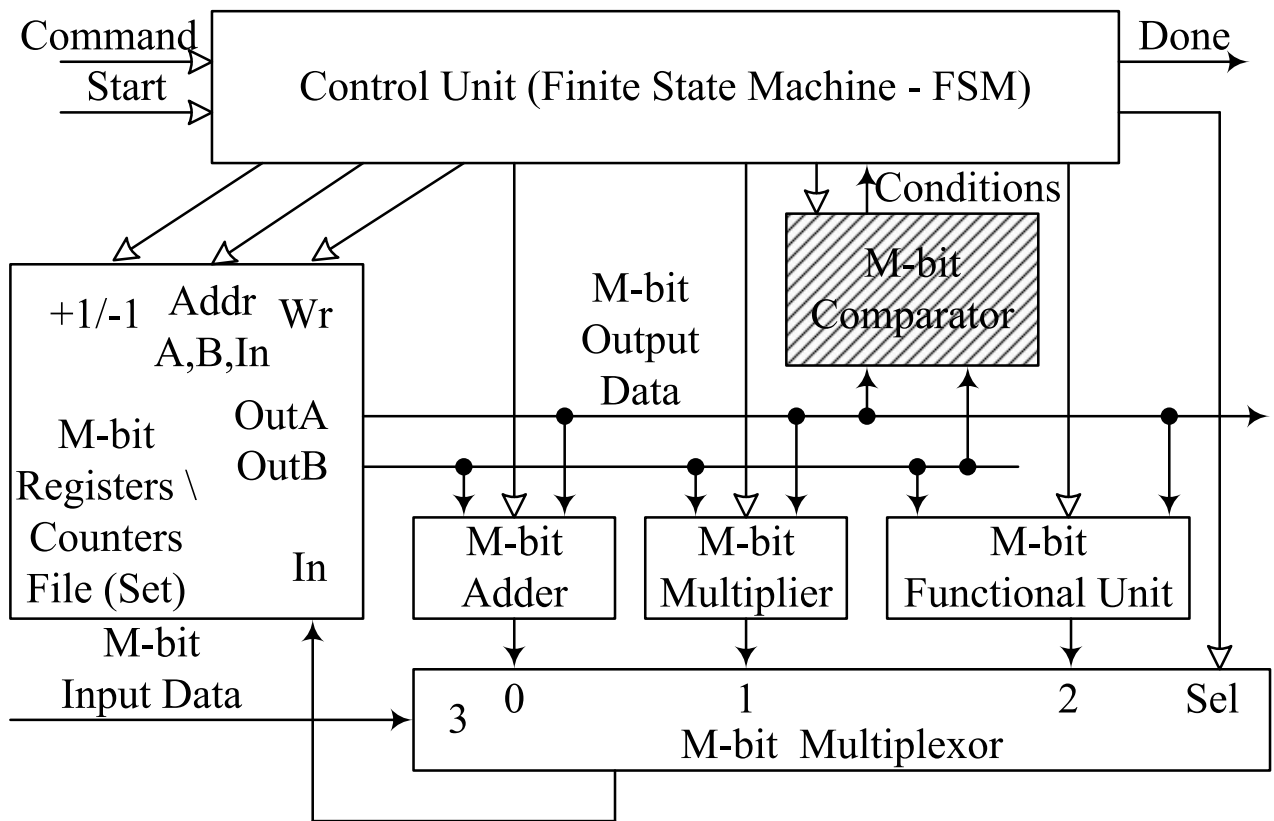 Command
Start
Control Unit (Finite State Machine - FSM)
Done
Conditions
M-bit
Comparator
+1/-1
Addr
A,B,In
Wr
M-bit
Output
Data
OutA
OutB
M-bit
Registers \
Counters
File (Set)
In
M-bit
Adder
M-bit
Multiplier
M-bit
Functional Unit
M-bit
Input Data
3
0
1
2
Sel
M-bit Multiplexor